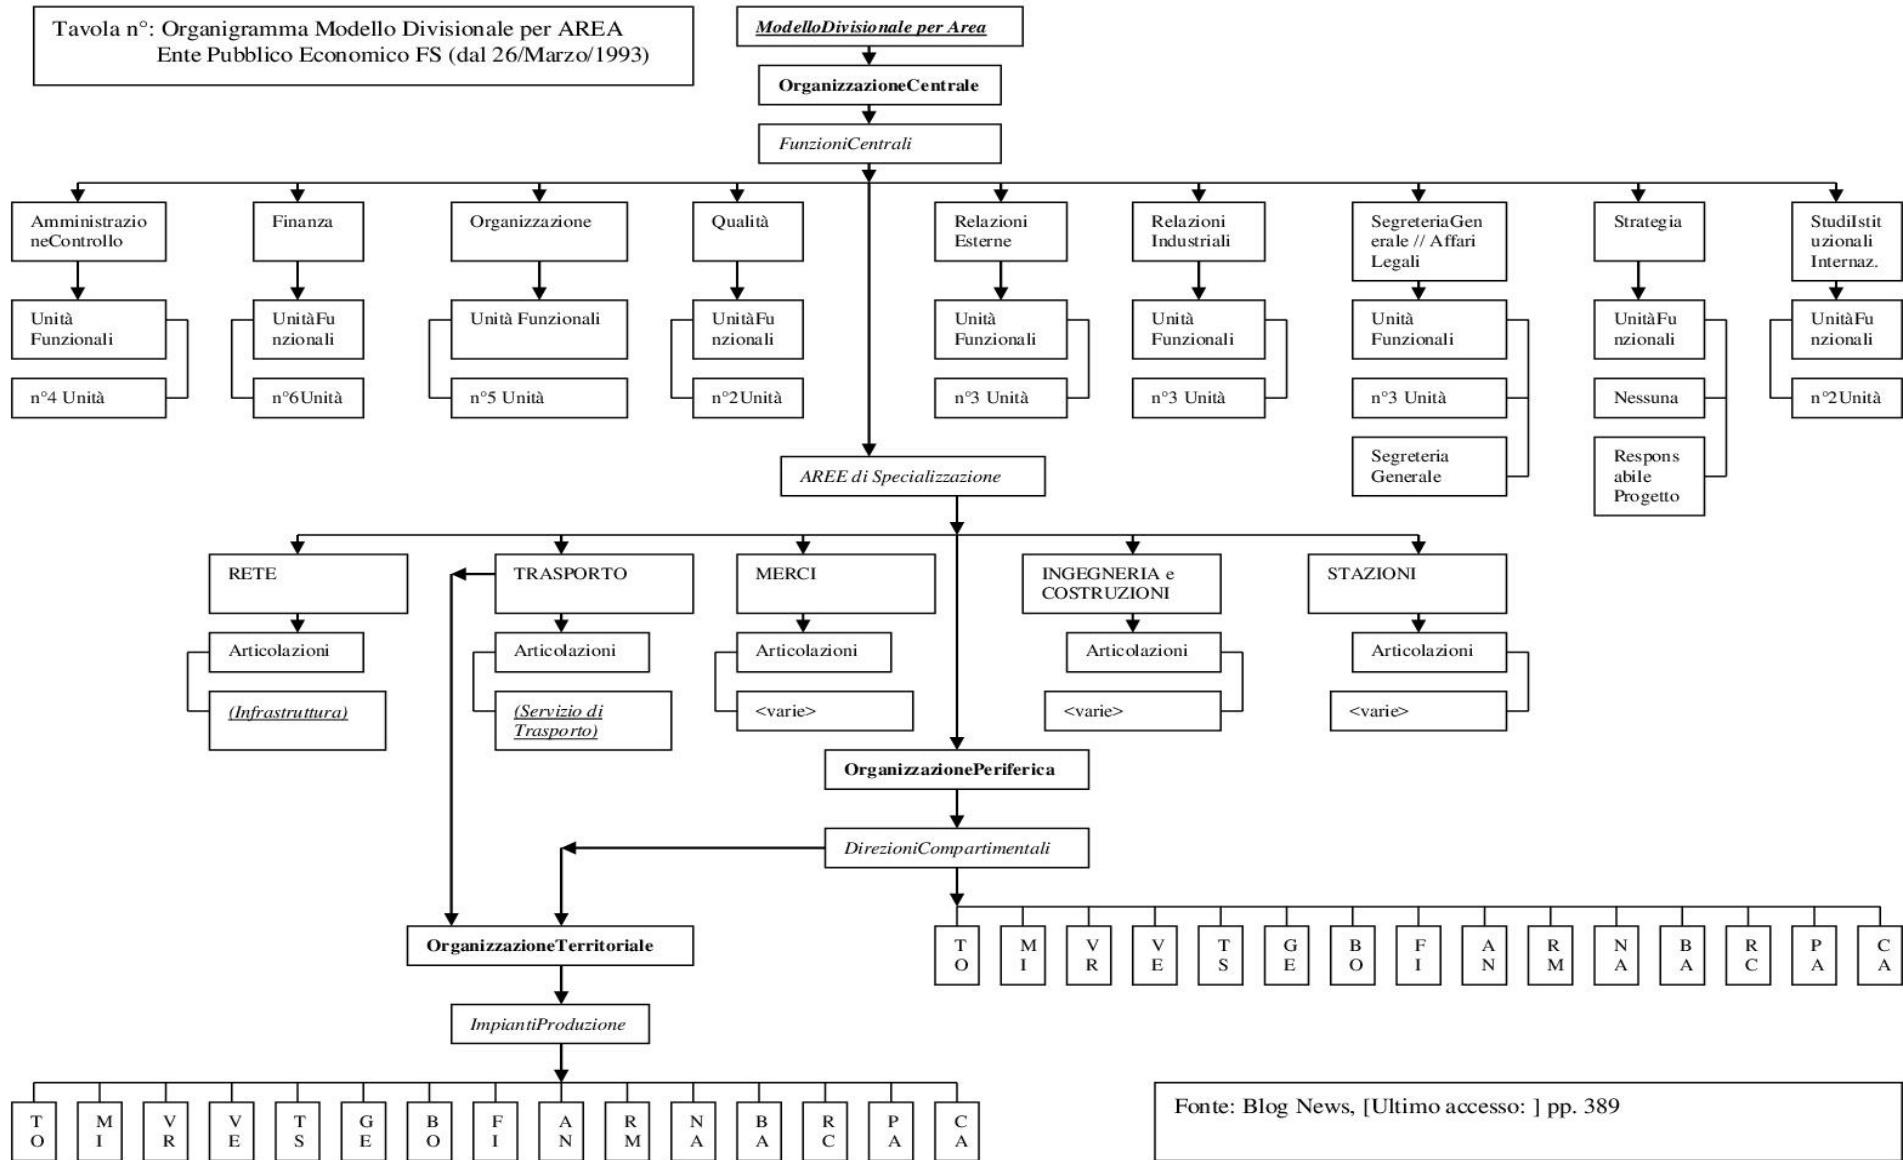 Tavola n°: Organigramma Modello Divisionale per AREA
Ente Pubblico Economico FS (dal 26/Marzo/1993)
ModelloDivisionale per Area
OrganizzazioneCentrale
FunzioniCentrali
Amministrazio
neControllo
Finanza
Organizzazione
Qualità
Relazioni
Esterne
Relazioni
Industriali
SegreteriaGen
erale // Affari
Legali
Strategia
StudiIstit
uzionali
Internaz.
Unità
Funzionali
UnitàFu
nzionali
Unità Funzionali
UnitàFu
nzionali
Unità
Funzionali
Unità
Funzionali
Unità
Funzionali
UnitàFu
nzionali
UnitàFu
nzionali
n°4 Unità
n°6Unità
n°5 Unità
n°2Unità
n°3 Unità
n°3 Unità
n°3 Unità
Nessuna
n°2Unità
Segreteria
Generale
Respons
abile
Progetto
AREE di Specializzazione
RETE
TRASPORTO
MERCI
INGEGNERIA e
COSTRUZIONI
STAZIONI
Articolazioni
Articolazioni
Articolazioni
Articolazioni
Articolazioni
(Infrastruttura)
(Servizio di
Trasporto)
<varie>
<varie>
<varie>
OrganizzazionePeriferica
DirezioniCompartimentali
T
O
M
I
V
R
V
E
T
S
G
E
B
O
F
I
A
N
R
M
N
A
B
A
R
C
P
A
C
A
OrganizzazioneTerritoriale
ImpiantiProduzione
T
O
M
I
V
R
V
E
T
S
G
E
B
O
F
I
A
N
R
M
N
A
B
A
R
C
P
A
C
A
Fonte: Blog News, [Ultimo accesso: ] pp. 389